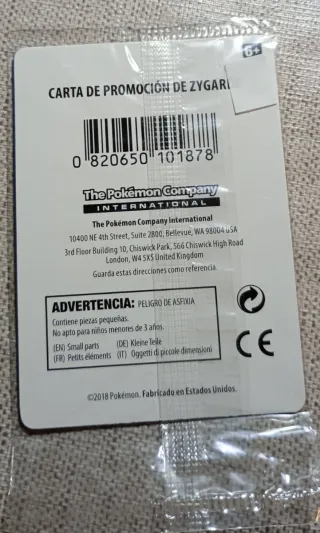 6+
CARTA DE PROMOCIÓN DE
0 820650 101878
The Pokémon Company
INTERNATIONAL
The Pokémon Company International
10400 NE 4th Street, Suite 2800, Bellevue, WA 98004 USA
3rd Floor Building 10, Chiswick Park, 566 Chiswick High Road
London, W4 5XS United Kingdom
Guarda estas direcciones como referencia.
ADVERTENCIA: PELIGRO DE ASFIXIA
Contiene piezas pequeñas.
No apto para niños menores de 3 años.
(EN) Small parts (DE) Kleine Teile
(FR) Petits éléments (IT) Oggetti di piccole dimensioni
CE
©2018 Pokémon. Fabricado en Estados Unidos.